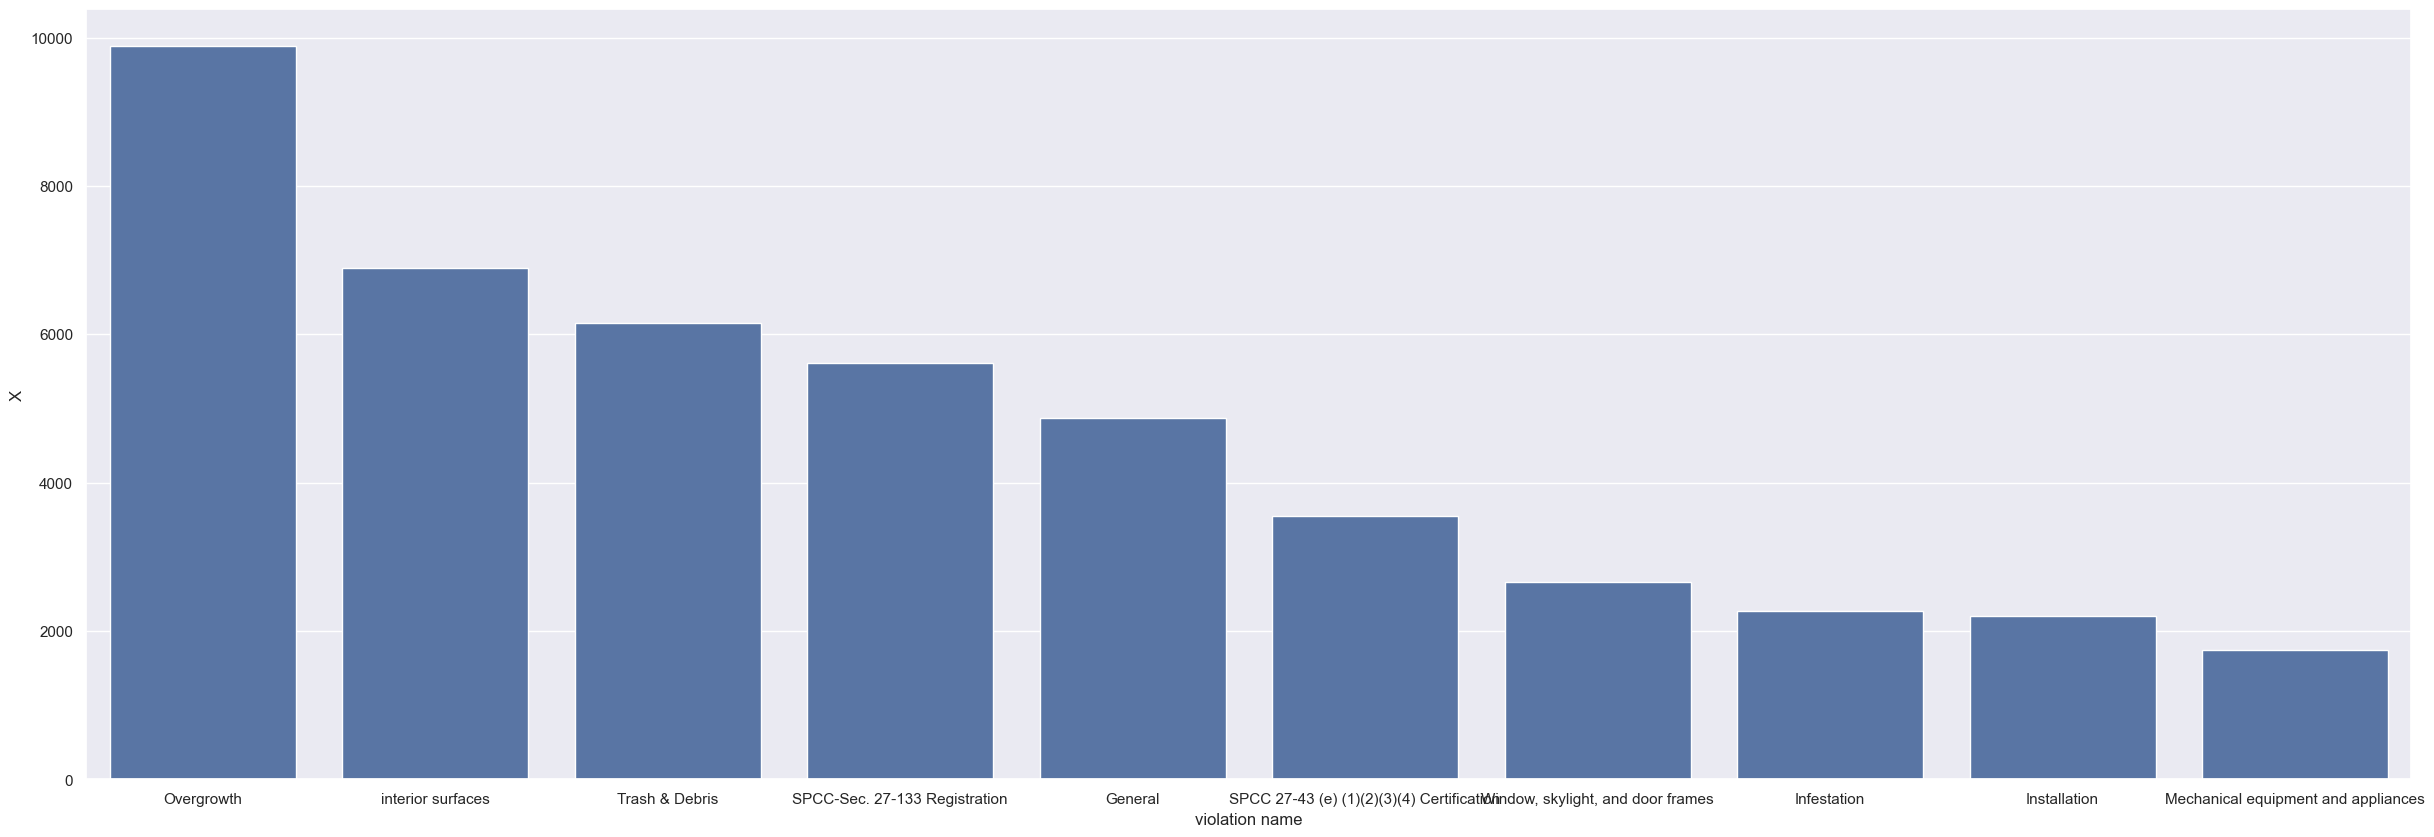 10000
8000
6000
4000
2000
0
X
Overgrowth
interior surfaces
Trash & Debris
SPCC-Sec. 27-133 Registration
General
SPCC 27-43 (e) (1)(2)(3)(4) Certification
Window, skylight, and door frames
Infestation
Installation
Mechanical equipment and appliances
violation name